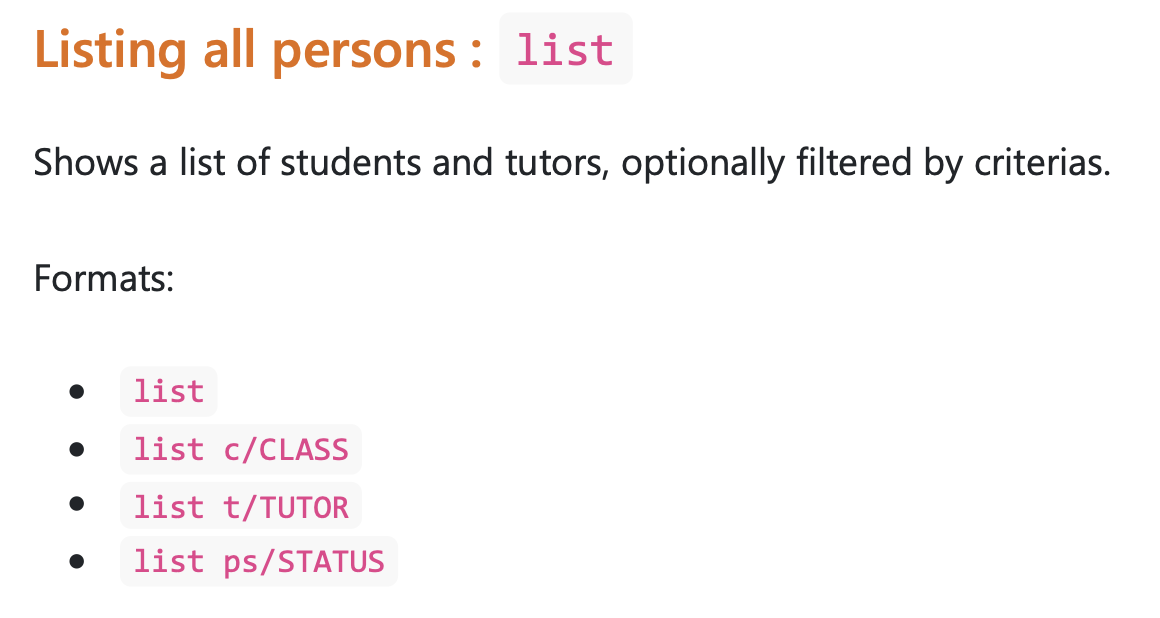 Listing all persons : list
Shows a list of students and tutors, optionally filtered by criterias.
Formats:
• list
• list c/CLASS
• list t/TUTOR
• list ps/STATUS